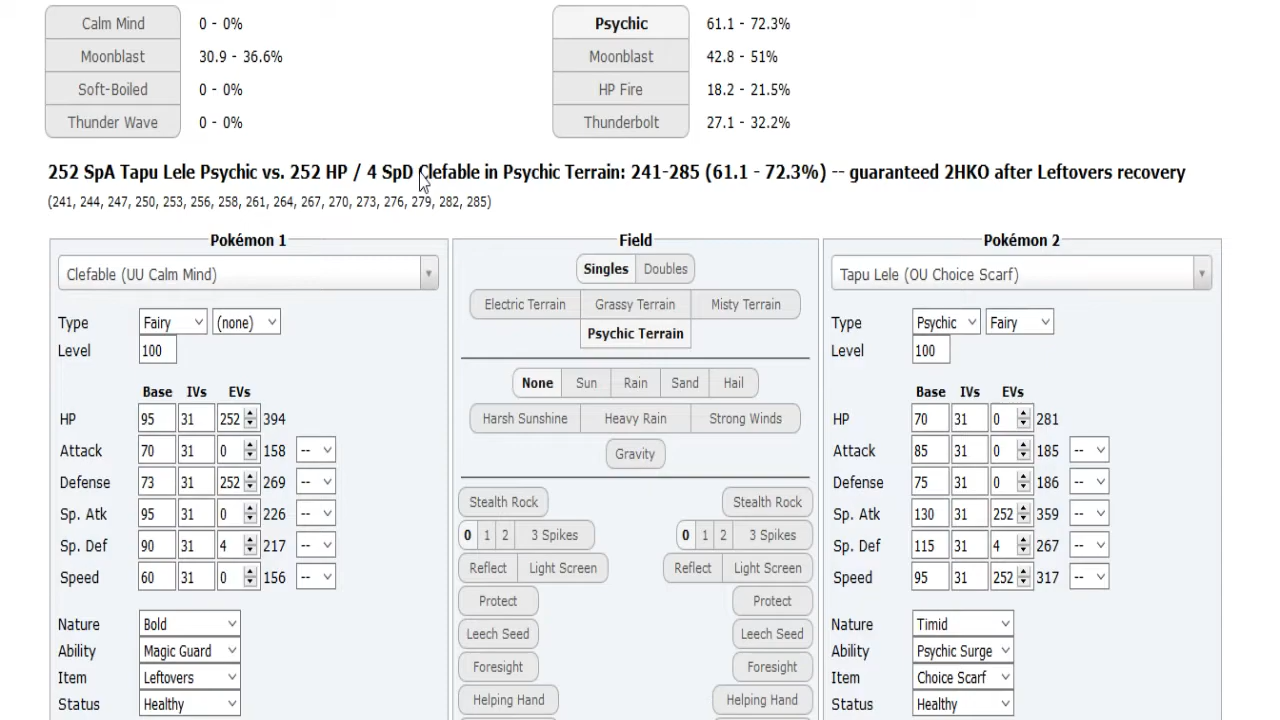 Calm Mind 0 - 0% Psychic 61.1 - 72.3%
Moonblast 30.9 - 36.6% Moonblast 42.8 - 51%
Soft-Boiled 0 - 0% HP Fire 18.2 - 21.5%
Thunder Wave 0 - 0% Thunderbolt 27.1 - 32.2%
252 SpA Tapu Lele Psychic vs. 252 HP / 4 SpD Clefable in Psychic Terrain: 241-285 (61.1 - 72.3%) -- guaranteed 2HKO after Leftovers recovery
(241, 244, 247, 250, 253, 256, 258, 261, 264, 267, 270, 273, 276, 279, 282, 285)
Pokémon 1
Clefable (UU Calm Mind)
Type Fairy (none)
Level 100
Base IVs EVs
HP 95 31 252 394
Attack 70 31 0 158 --
Defense 73 31 252 269 --
Sp. Atk 95 31 0 226 --
Sp. Def 90 31 4 217 --
Speed 60 31 0 156 --
Nature Bold
Ability Magic Guard
Item Leftovers
Status Healthy
Field
Singles Doubles
Electric Terrain Grassy Terrain Misty Terrain
Psychic Terrain
None Sun Rain Sand Hail
Harsh Sunshine Heavy Rain Strong Winds
Gravity
Stealth Rock Stealth Rock
0 1 2 3 Spikes 0 1 2 3 Spikes
Reflect Light Screen Reflect Light Screen
Protect Protect
Leech Seed Leech Seed
Foresight Foresight
Helping Hand Helping Hand
Pokémon 2
Tapu Lele (OU Choice Scarf)
Type Psychic Fairy
Level 100
Base IVs EVs
HP 70 31 0 281
Attack 85 31 0 185 --
Defense 75 31 0 186 --
Sp. Atk 130 31 252 359 --
Sp. Def 115 31 4 267 --
Speed 95 31 252 317 --
Nature Timid
Ability Psychic Surge
Item Choice Scarf
Status Healthy